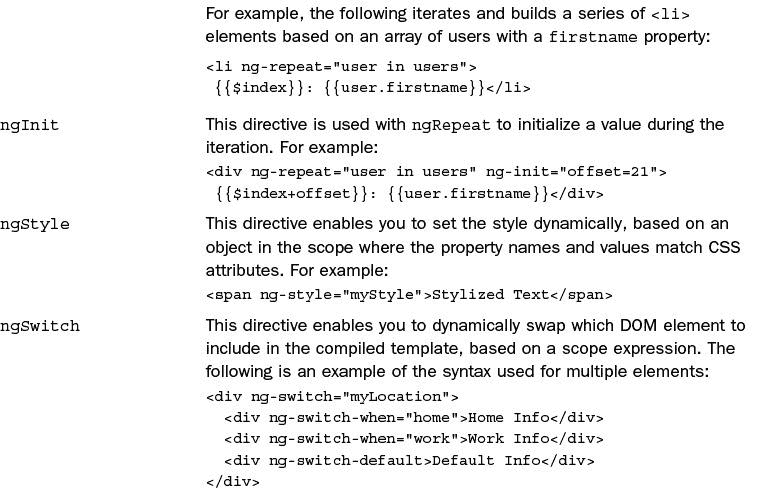 For example, the following iterates and builds a series of <li>
elements based on an array of users with a firstname property:
<li ng-repeat="user in users">
{{$index}}: {{user.firstname}}</li>
ngInit This directive is used with ngRepeat to initialize a value during the
iteration. For example:
<div ng-repeat="user in users" ng-init="offset=21">
{{$index+offset}}: {{user.firstname}}</div>
ngStyle This directive enables you to set the style dynamically, based on an
object in the scope where the property names and values match CSS
attributes. For example:
<span ng-style="myStyle">Stylized Text</span>
ngSwitch This directive enables you to dynamically swap which DOM element to
include in the compiled template, based on a scope expression. The
following is an example of the syntax used for multiple elements:
<div ng-switch="myLocation">
<div ng-switch-when="home">Home Info</div>
<div ng-switch-when="work">Work Info</div>
<div ng-switch-default>Default Info</div>
</div>